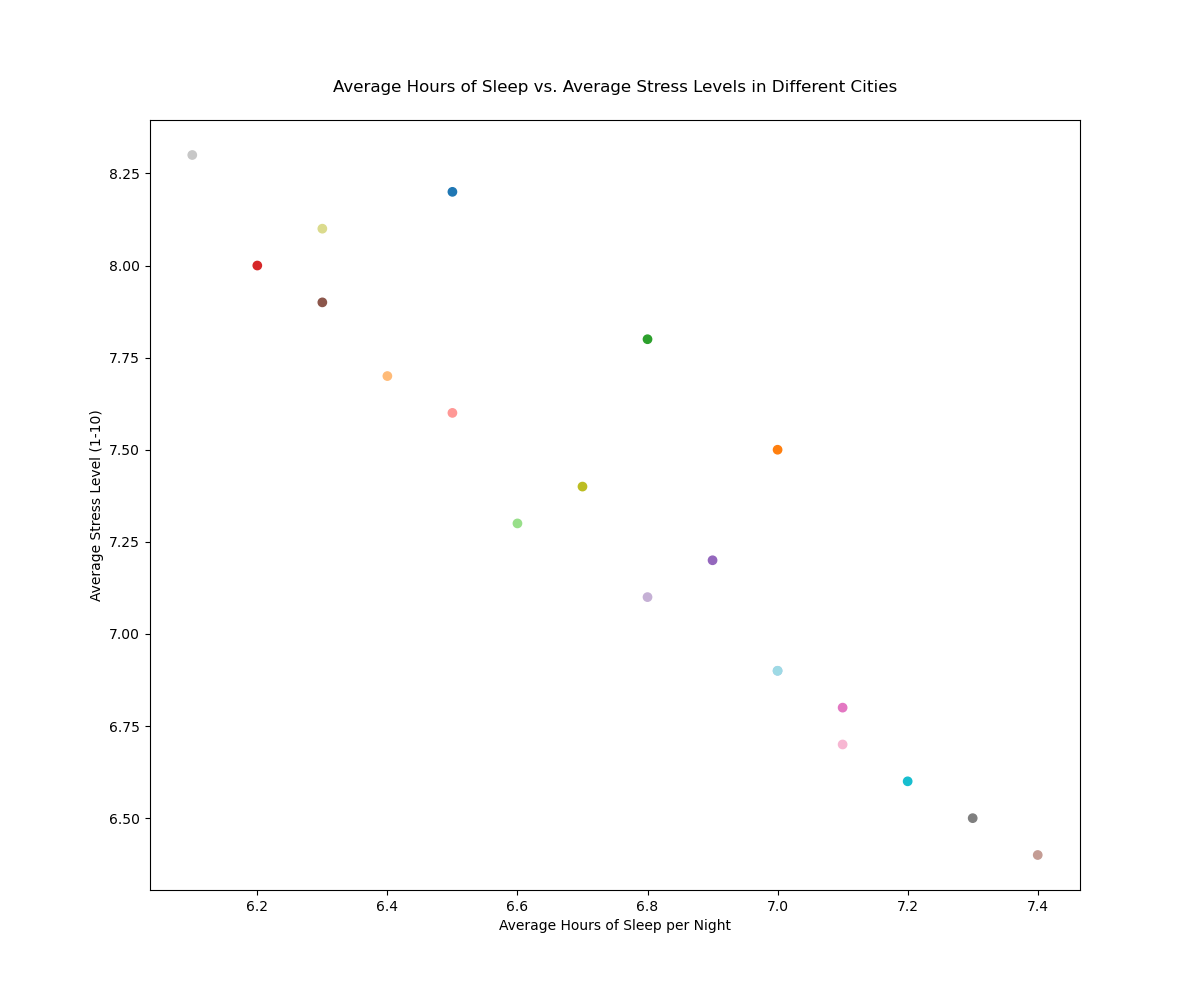 Average Hours of Sleep vs. Average Stress Levels in Different Cities
8.25
8.00
7.75
7.50
7.25
7.00
6.75
6.50
Average Stress Level (1-10)
6.2 6.4 6.6 6.8 7.0 7.2 7.4
Average Hours of Sleep per Night